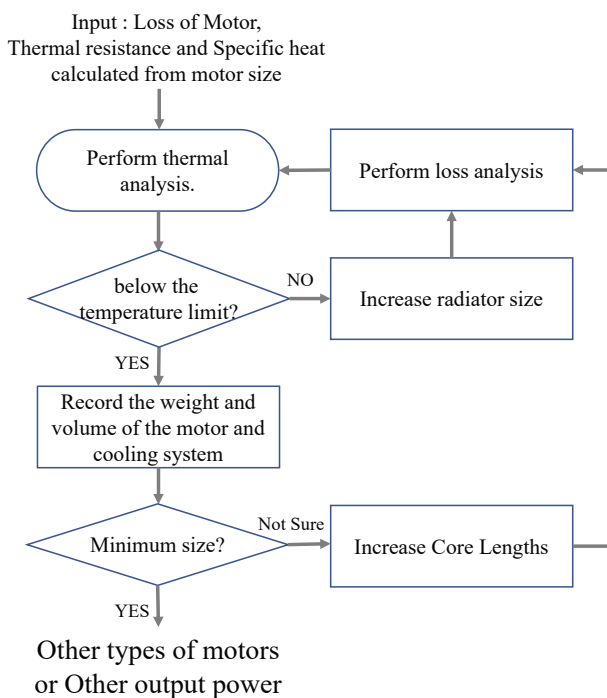 Input : Loss of Motor,
Thermal resistance and Specific heat
calculated from motor size
Perform thermal
analysis.
Perform loss analysis
below the
temperature limit?
NO
Increase radiator size
YES
Record the weight and
volume of the motor and
cooling system
Minimum size?
Not Sure
Increase Core Lengths
YES
Other types of motors
or Other output power